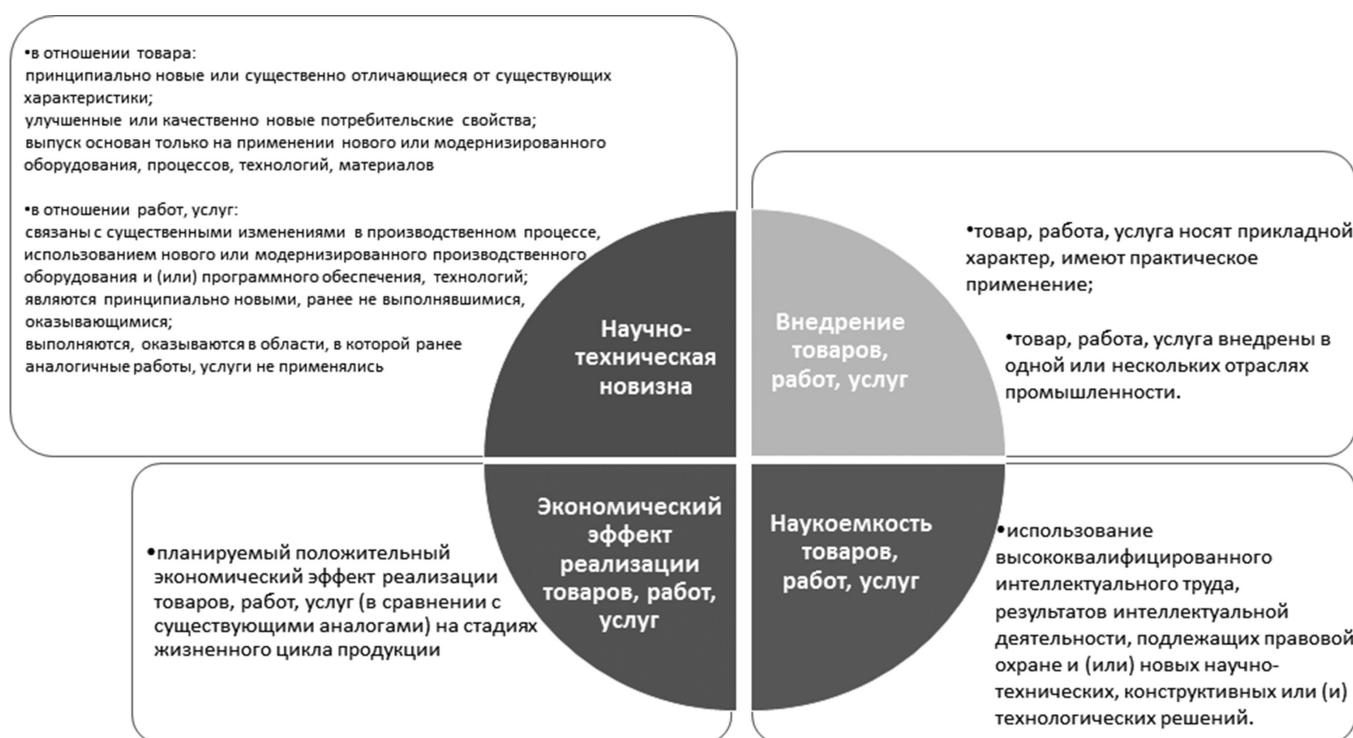 •в отношении товара:
принципиально новые или существенно отличающиеся от существующих
характеристики;
улучшенные или качественно новые потребительские свойства;
выпуск основан только на применении нового или модернизированного
оборудования, процессов, технологий, материалов
•в отношении работ, услуг:
связаны с существенными изменениями в производственном процессе,
использованием нового или модернизированного производственного
оборудования и (или) программного обеспечения, технологий;
являются принципиально новыми, ранее не выполнявшимися,
оказывающимися;
выполняются, оказываются в области, в которой ранее
аналогичные работы, услуги не применялись
Научно-
техническая
новизна
Внедрение
товаров,
работ, услуг
•товар, работа, услуга носят прикладной
характер, имеют практическое
применение;
•товар, работа, услуга внедрены в
одной или нескольких отраслях
промышленности.
•планируемый положительный
экономический эффект реализации
товаров, работ, услуг (в сравнении с
существующими аналогами) на стадиях
жизненного цикла продукции
Экономический
эффект
реализации
товаров, работ,
услуг
Наукоемкость
товаров,
работ, услуг
•использование
высококвалифицированного
интеллектуального труда,
результатов интеллектуальной
деятельности, подлежащих правовой
охране и (или) новых научно-
технических, конструктивных или (и)
технологических решений.